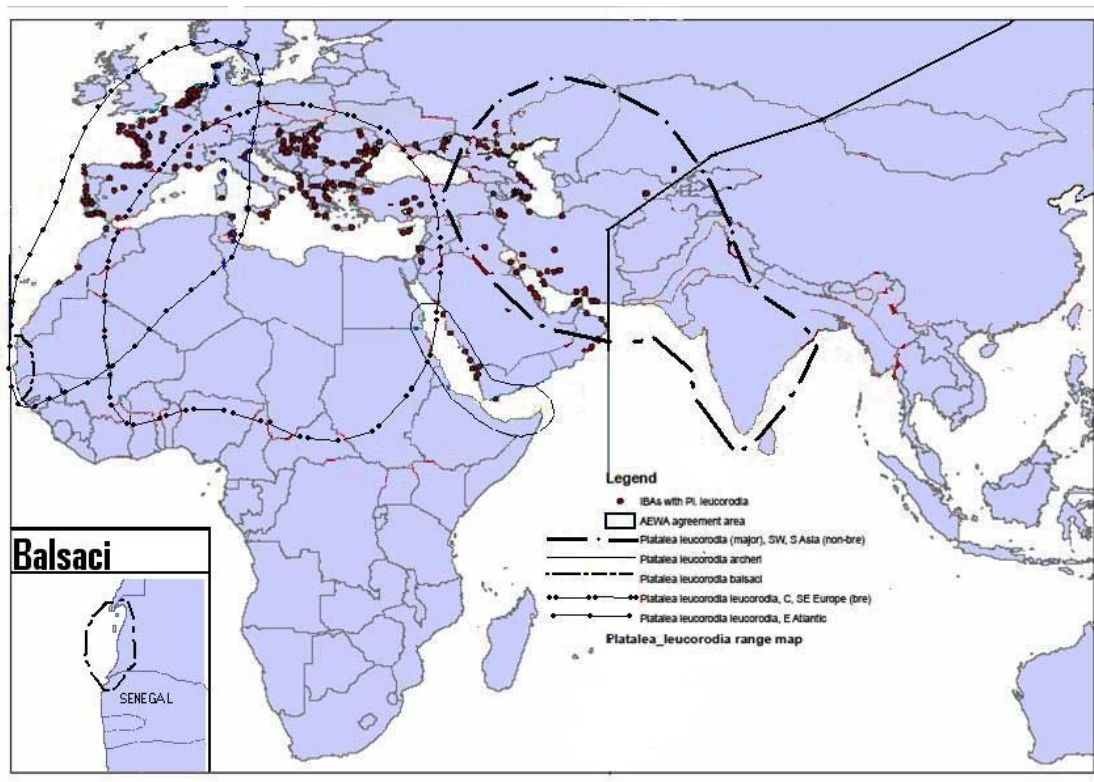 Legend
IBAs with Pl. leucorodia
AEWA agreement area
Platalea leucorodia (major), SW, S Asia (non-bre)
Platalea leucorodia archeri
Platalea leucorodia balsaci
Platalea leucorodia leucorodia, C, SE Europe (bre)
Platalea leucorodia leucorodia, E Atlantic
Platalea_leucorodia range map
Balsaci
SENEGAL